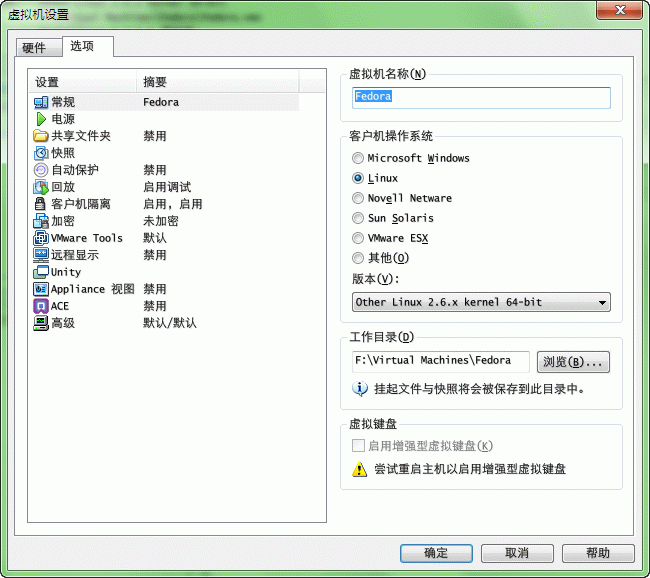 虚拟机设置
硬件 选项
设置 摘要
常规 Fedora
电源
共享文件夹 禁用
快照
自动保护 禁用
回放 启用调试
客户机隔离 启用，启用
加密 未加密
VMware Tools 默认
远程显示 禁用
Unity
Appliance 视图 禁用
ACE 禁用
高级 默认/默认
虚拟机名称(N)
Fedora
客户机操作系统
Microsoft Windows
Linux
Novell Netware
Sun Solaris
VMware ESX
其他(O)
版本(V):
Other Linux 2.6.x kernel 64-bit
工作目录(D)
F:\Virtual Machines\Fedora 浏览(B)...
挂起文件与快照将会被保存到此目录中。
虚拟键盘
启用增强型虚拟键盘(K)
尝试重启主机以启用增强型虚拟键盘
确定 取消 帮助